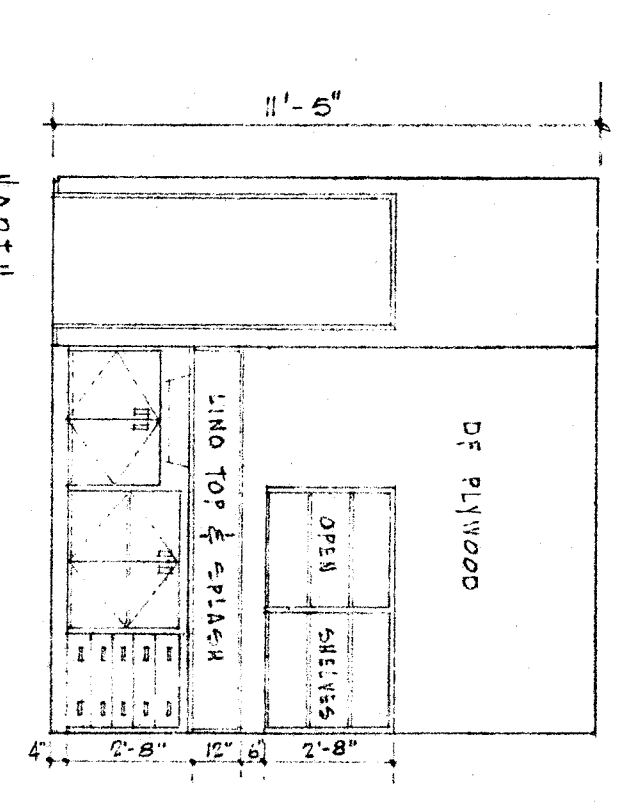 11'-5"
DF PLYWOOD
LINO TOP & SPLASH
OPEN SHELVES
4" 2'-8" 12" 6" 2'-8"